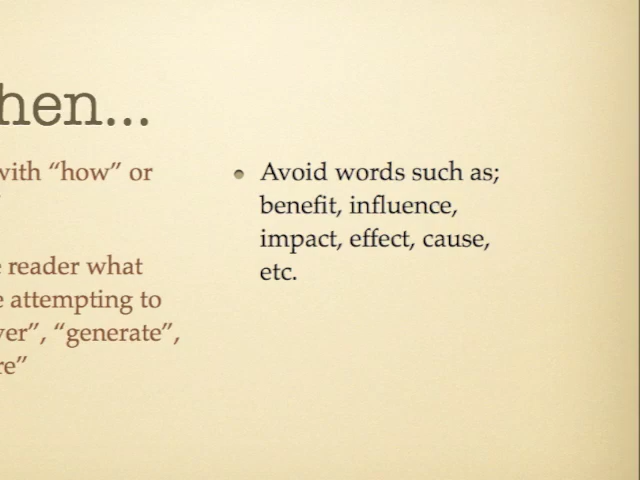 hen...
with “how” or
reader what
attempting to
ver”, “generate”,
re”
Avoid words such as;
benefit, influence,
impact, effect, cause,
etc.